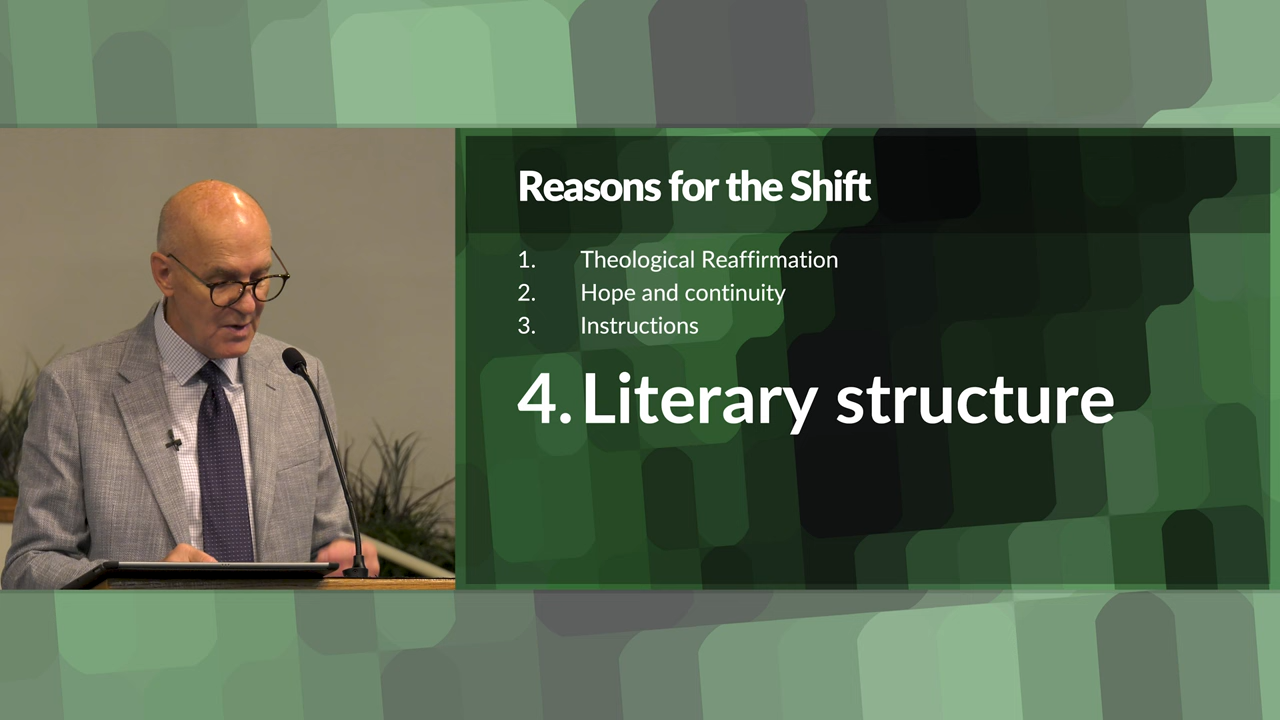 Reasons for the Shift
1. Theological Reaffirmation
2. Hope and continuity
3. Instructions
4. Literary structure